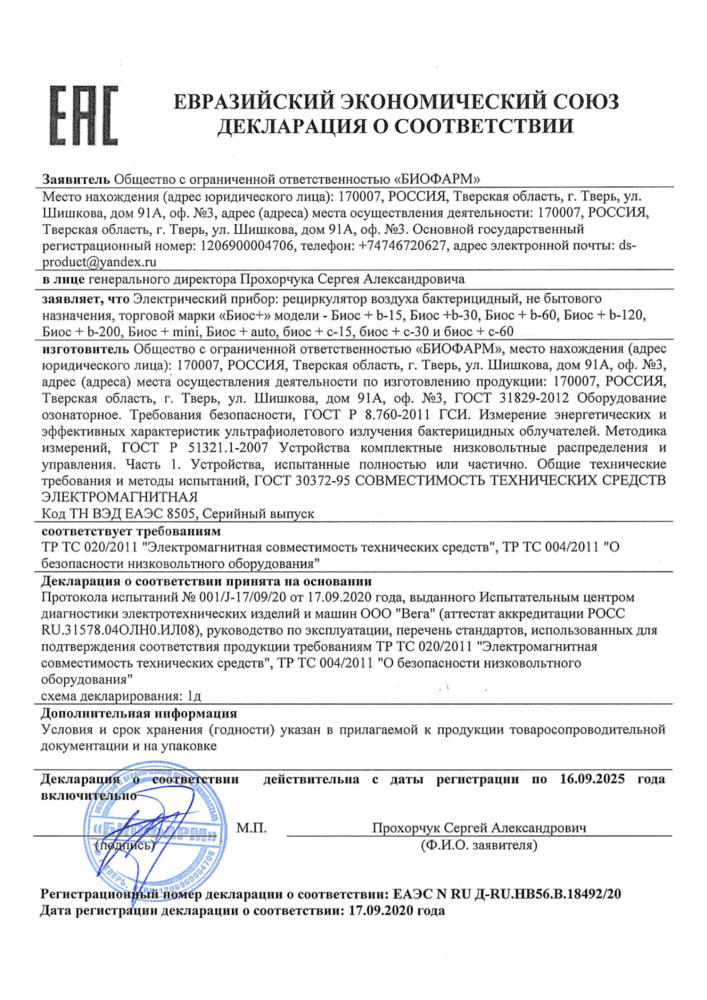 ЕАС
ЕВРАЗИЙСКИЙ ЭКОНОМИЧЕСКИЙ СОЮЗ
ДЕКЛАРАЦИЯ О СООТВЕТСТВИИ
Заявитель Общество с ограниченной ответственностью «БИОФАРМ»
Место нахождения (адрес юридического лица): 170007, РОССИЯ, Тверская область, г. Тверь, ул.
Шишкова, дом 91А, оф. №3, адрес (адреса) места осуществления деятельности: 170007, РОССИЯ,
Тверская область, г. Тверь, ул. Шишкова, дом 91А, оф. №3. Основной государственный
регистрационный номер: 1206900004706, телефон: +74746720627, адрес электронной почты: ds-
product@yandex.ru
в лице генерального директора Прохорчука Сергея Александровича
заявляет, что Электрический прибор: рециркулятор воздуха бактерицидный, не бытового
назначения, торговой марки «Биос+» модели - Биос + b-15, Биос +b-30, Биос + b-60, Биос + b-120,
Биос + b-200, Биос + mini, Биос + auto, биос + с-15, биос + с-30 и биос + с-60
изготовитель Общество с ограниченной ответственностью «БИОФАРМ», место нахождения (адрес
юридического лица): 170007, РОССИЯ, Тверская область, г. Тверь, ул. Шишкова, дом 91А, оф. №3,
адрес (адреса) места осуществления деятельности по изготовлению продукции: 170007, РОССИЯ,
Тверская область, г. Тверь, ул. Шишкова, дом 91А, оф. №3, ГОСТ 31829-2012 Оборудование
озонаторное. Требования безопасности, ГОСТ Р 8.760-2011 ГСИ. Измерение энергетических и
эффективных характеристик ультрафиолетового излучения бактерицидных облучателей. Методика
измерений, ГОСТ Р 51321.1-2007 Устройства комплектные низковольтные распределения и
управления. Часть 1. Устройства, испытанные полностью или частично. Общие технические
требования и методы испытаний, ГОСТ 30372-95 СОВМЕСТИМОСТЬ ТЕХНИЧЕСКИХ СРЕДСТВ
ЭЛЕКТРОМАГНИТНАЯ
Код ТН ВЭД ЕАЭС 8505, Серийный выпуск
соответствует требованиям
ТР ТС 020/2011 "Электромагнитная совместимость технических средств", ТР ТС 004/2011 "О
безопасности низковольтного оборудования"
Декларация о соответствии принята на основании
Протокола испытаний № 001/J-17/09/20 от 17.09.2020 года, выданного Испытательным центром
диагностики электротехнических изделий и машин ООО "Вега" (аттестат аккредитации РОСС
RU.31578.04ОЛН0.ИЛ08), руководство по эксплуатации, перечень стандартов, использованных для
подтверждения соответствия продукции требованиям ТР ТС 020/2011 "Электромагнитная
совместимость технических средств", ТР ТС 004/2011 "О безопасности низковольтного
оборудования"
схема декларирования: 1д
Дополнительная информация
Условия и срок хранения (годности) указан в прилагаемой к продукции товаросопроводительной
документации и на упаковке
Декларация о соответствии действительна с даты регистрации по 16.09.2025 года
включительно
М.П. Прохорчук Сергей Александрович
(подпись) (Ф.И.О. заявителя)
«БИОФАРМ»
Регистрационный номер декларации о соответствии: ЕАЭС N RU Д-RU.НВ56.В.18492/20
Дата регистрации декларации о соответствии: 17.09.2020 года